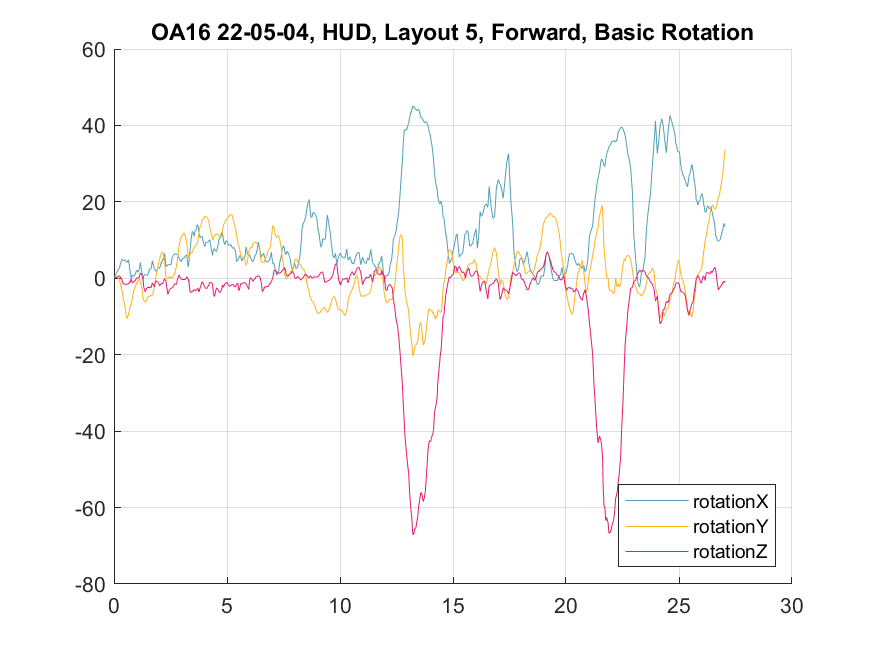 OA16 22-05-04, HUD, Layout 5, Forward, Basic Rotation
60
40
20
0
-20
-40
-60
-80
0 5 10 15 20 25 30
rotationX
rotationY
rotationZ